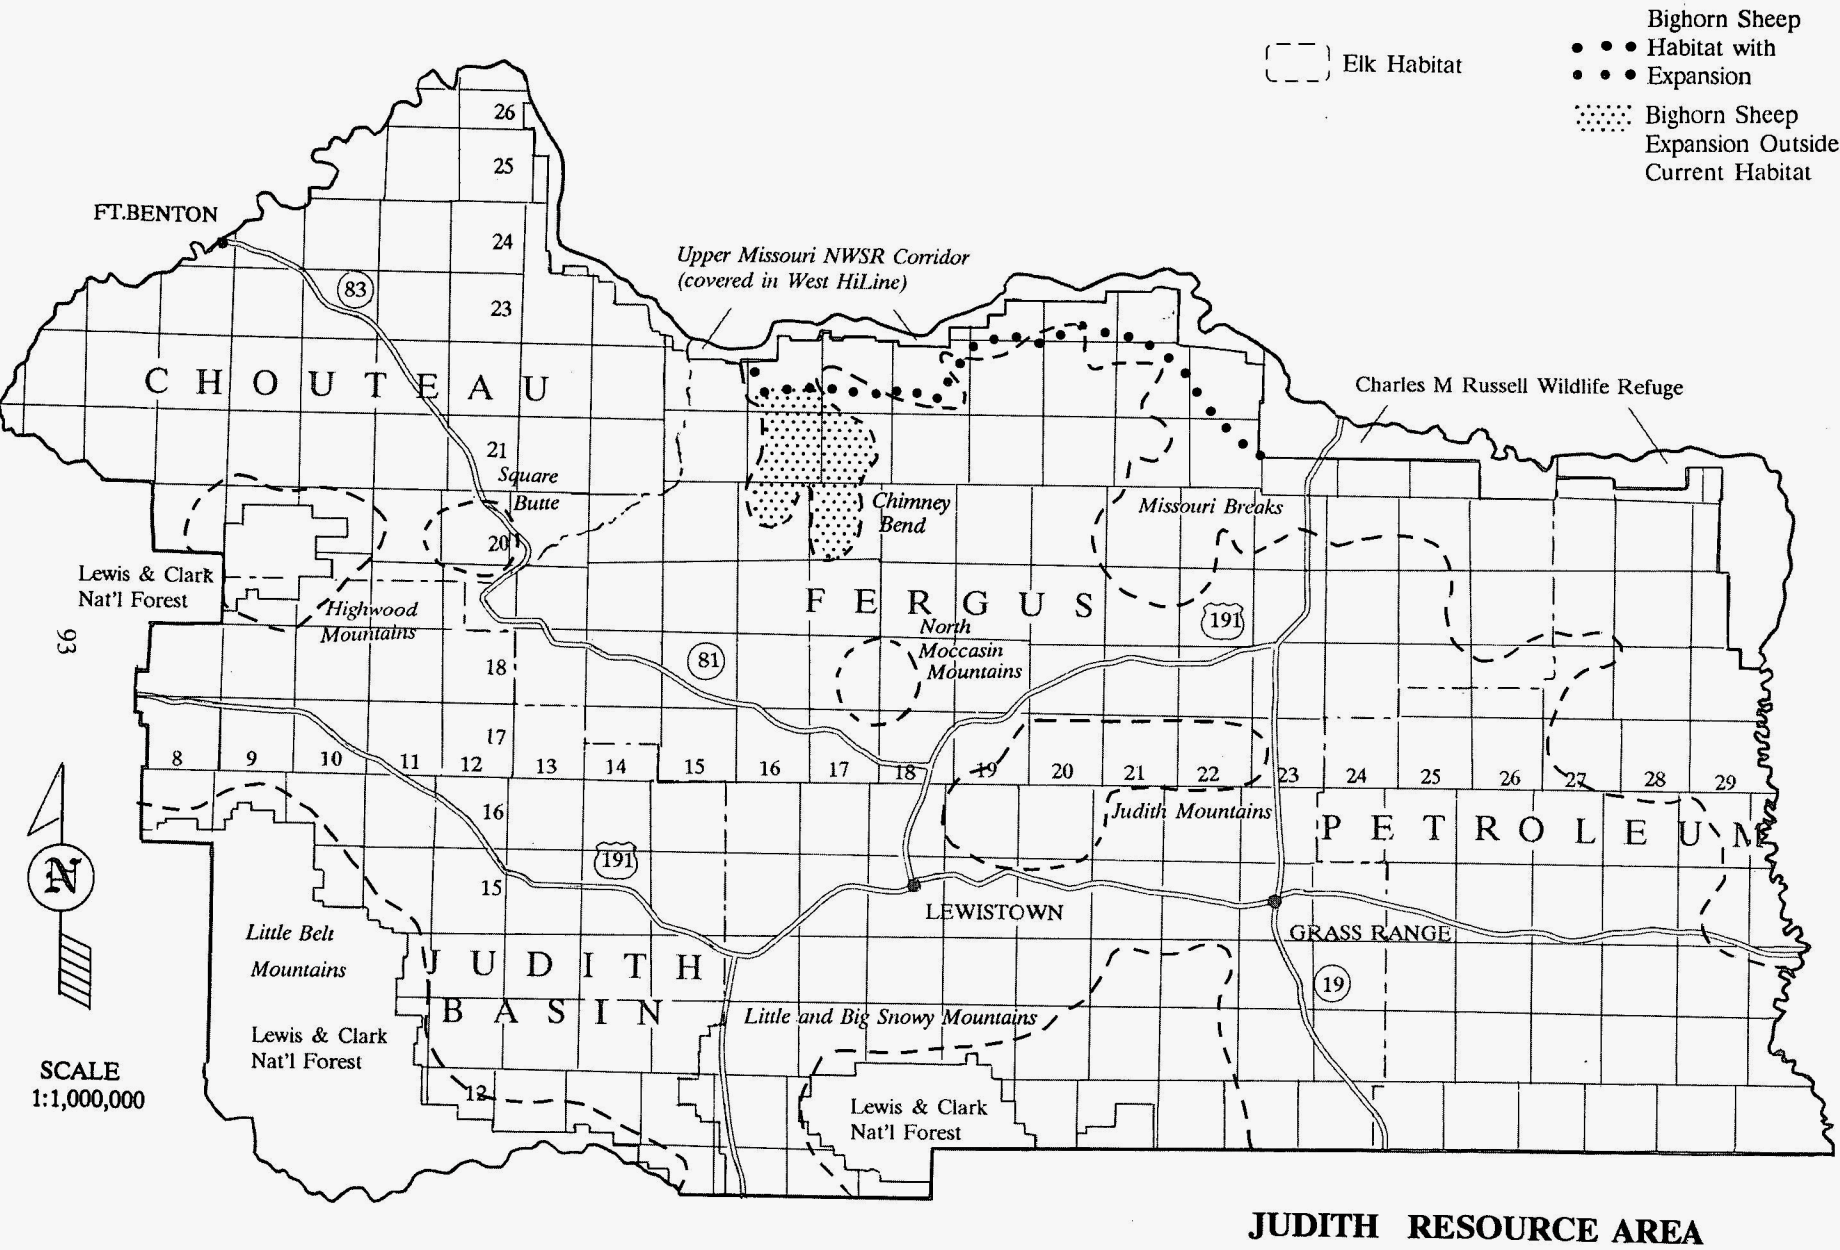 Bighorn Sheep
Habitat with
Expansion
Elk Habitat
Bighorn Sheep
Expansion Outside
Current Habitat
26
25
FT.BENTON
24
Upper Missouri NWSR Corridor
(covered in West HiLine)
83
23
CHOUTEAU
Charles M Russell Wildlife Refuge
21
Square
Butte
Chimney
Bend
Missouri Breaks
20
Lewis & Clark
Nat'l Forest
Highwood
Mountains
FERGUS
191
North
Moccasin
Mountains
93
81
18
17
8 9 10 11 12 13 14 15 16 17 18 19 20 21 22 23 24 25 26 27 28 29
16
Judith Mountains
PETROLEUM
191
N
15
LEWISTOWN
GRASS RANGE
Little Belt
Mountains
JUDITH
BASIN
19
Little and Big Snowy Mountains
Lewis & Clark
Nat'l Forest
SCALE
1:1,000,000
12
Lewis & Clark
Nat'l Forest
JUDITH RESOURCE AREA